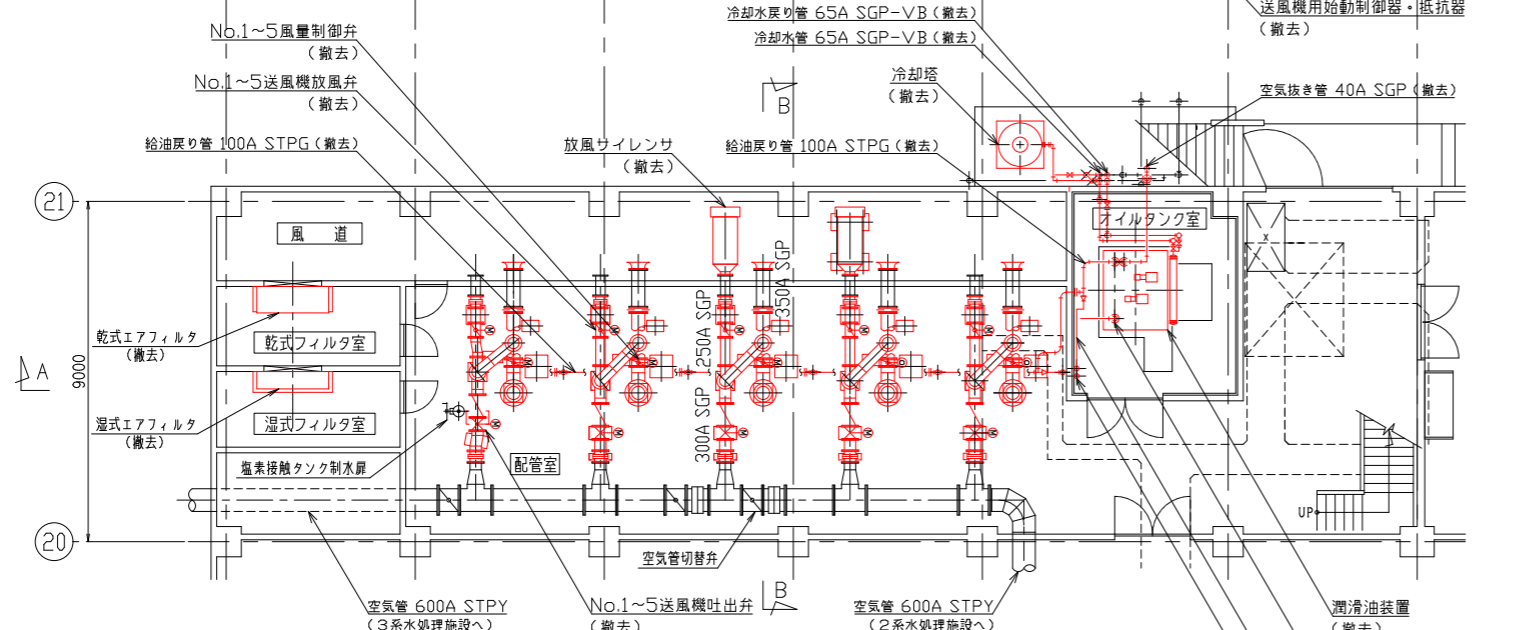 冷却水戻り管 65A SGP-VB（撤去）
送風機用始動制御器・抵抗器
（撤去）
No.1～5風量制御弁
（撤去）
冷却水管 65A SGP-VB（撤去）
No.1～5送風機放風弁
（撤去）
冷却塔
（撤去）
B
空気抜き管 40A SGP（撤去）
給油戻り管 100A STPG（撤去）
放風サイレンサ
（撤去）
給油戻り管 100A STPG（撤去）
21
風 道
オイルタンク室
350A SGP
250A SGP
300A SGP
乾式エアフィルタ
（撤去）
乾式フィルタ室
A
9000
湿式エアフィルタ
（撤去）
湿式フィルタ室
塩素接触タンク制水扉
配管室
UP
20
空気管切替弁
B
空気管 600A STPY
（3系水処理施設へ）
No.1～5送風機吐出弁
（撤去）
空気管 600A STPY
（2系水処理施設へ）
潤滑油装置
（撤去）